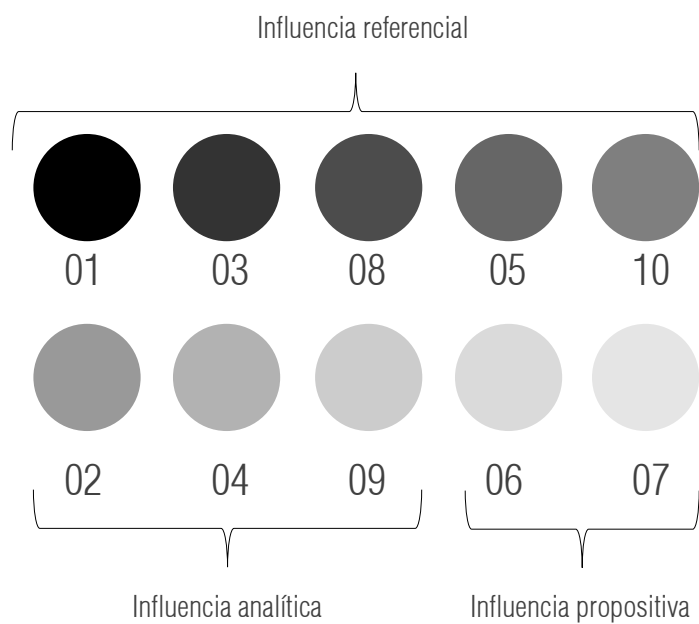 Influencia referencial
01 03 08 05 10
02 04 09 06 07
Influencia analítica Influencia propositiva